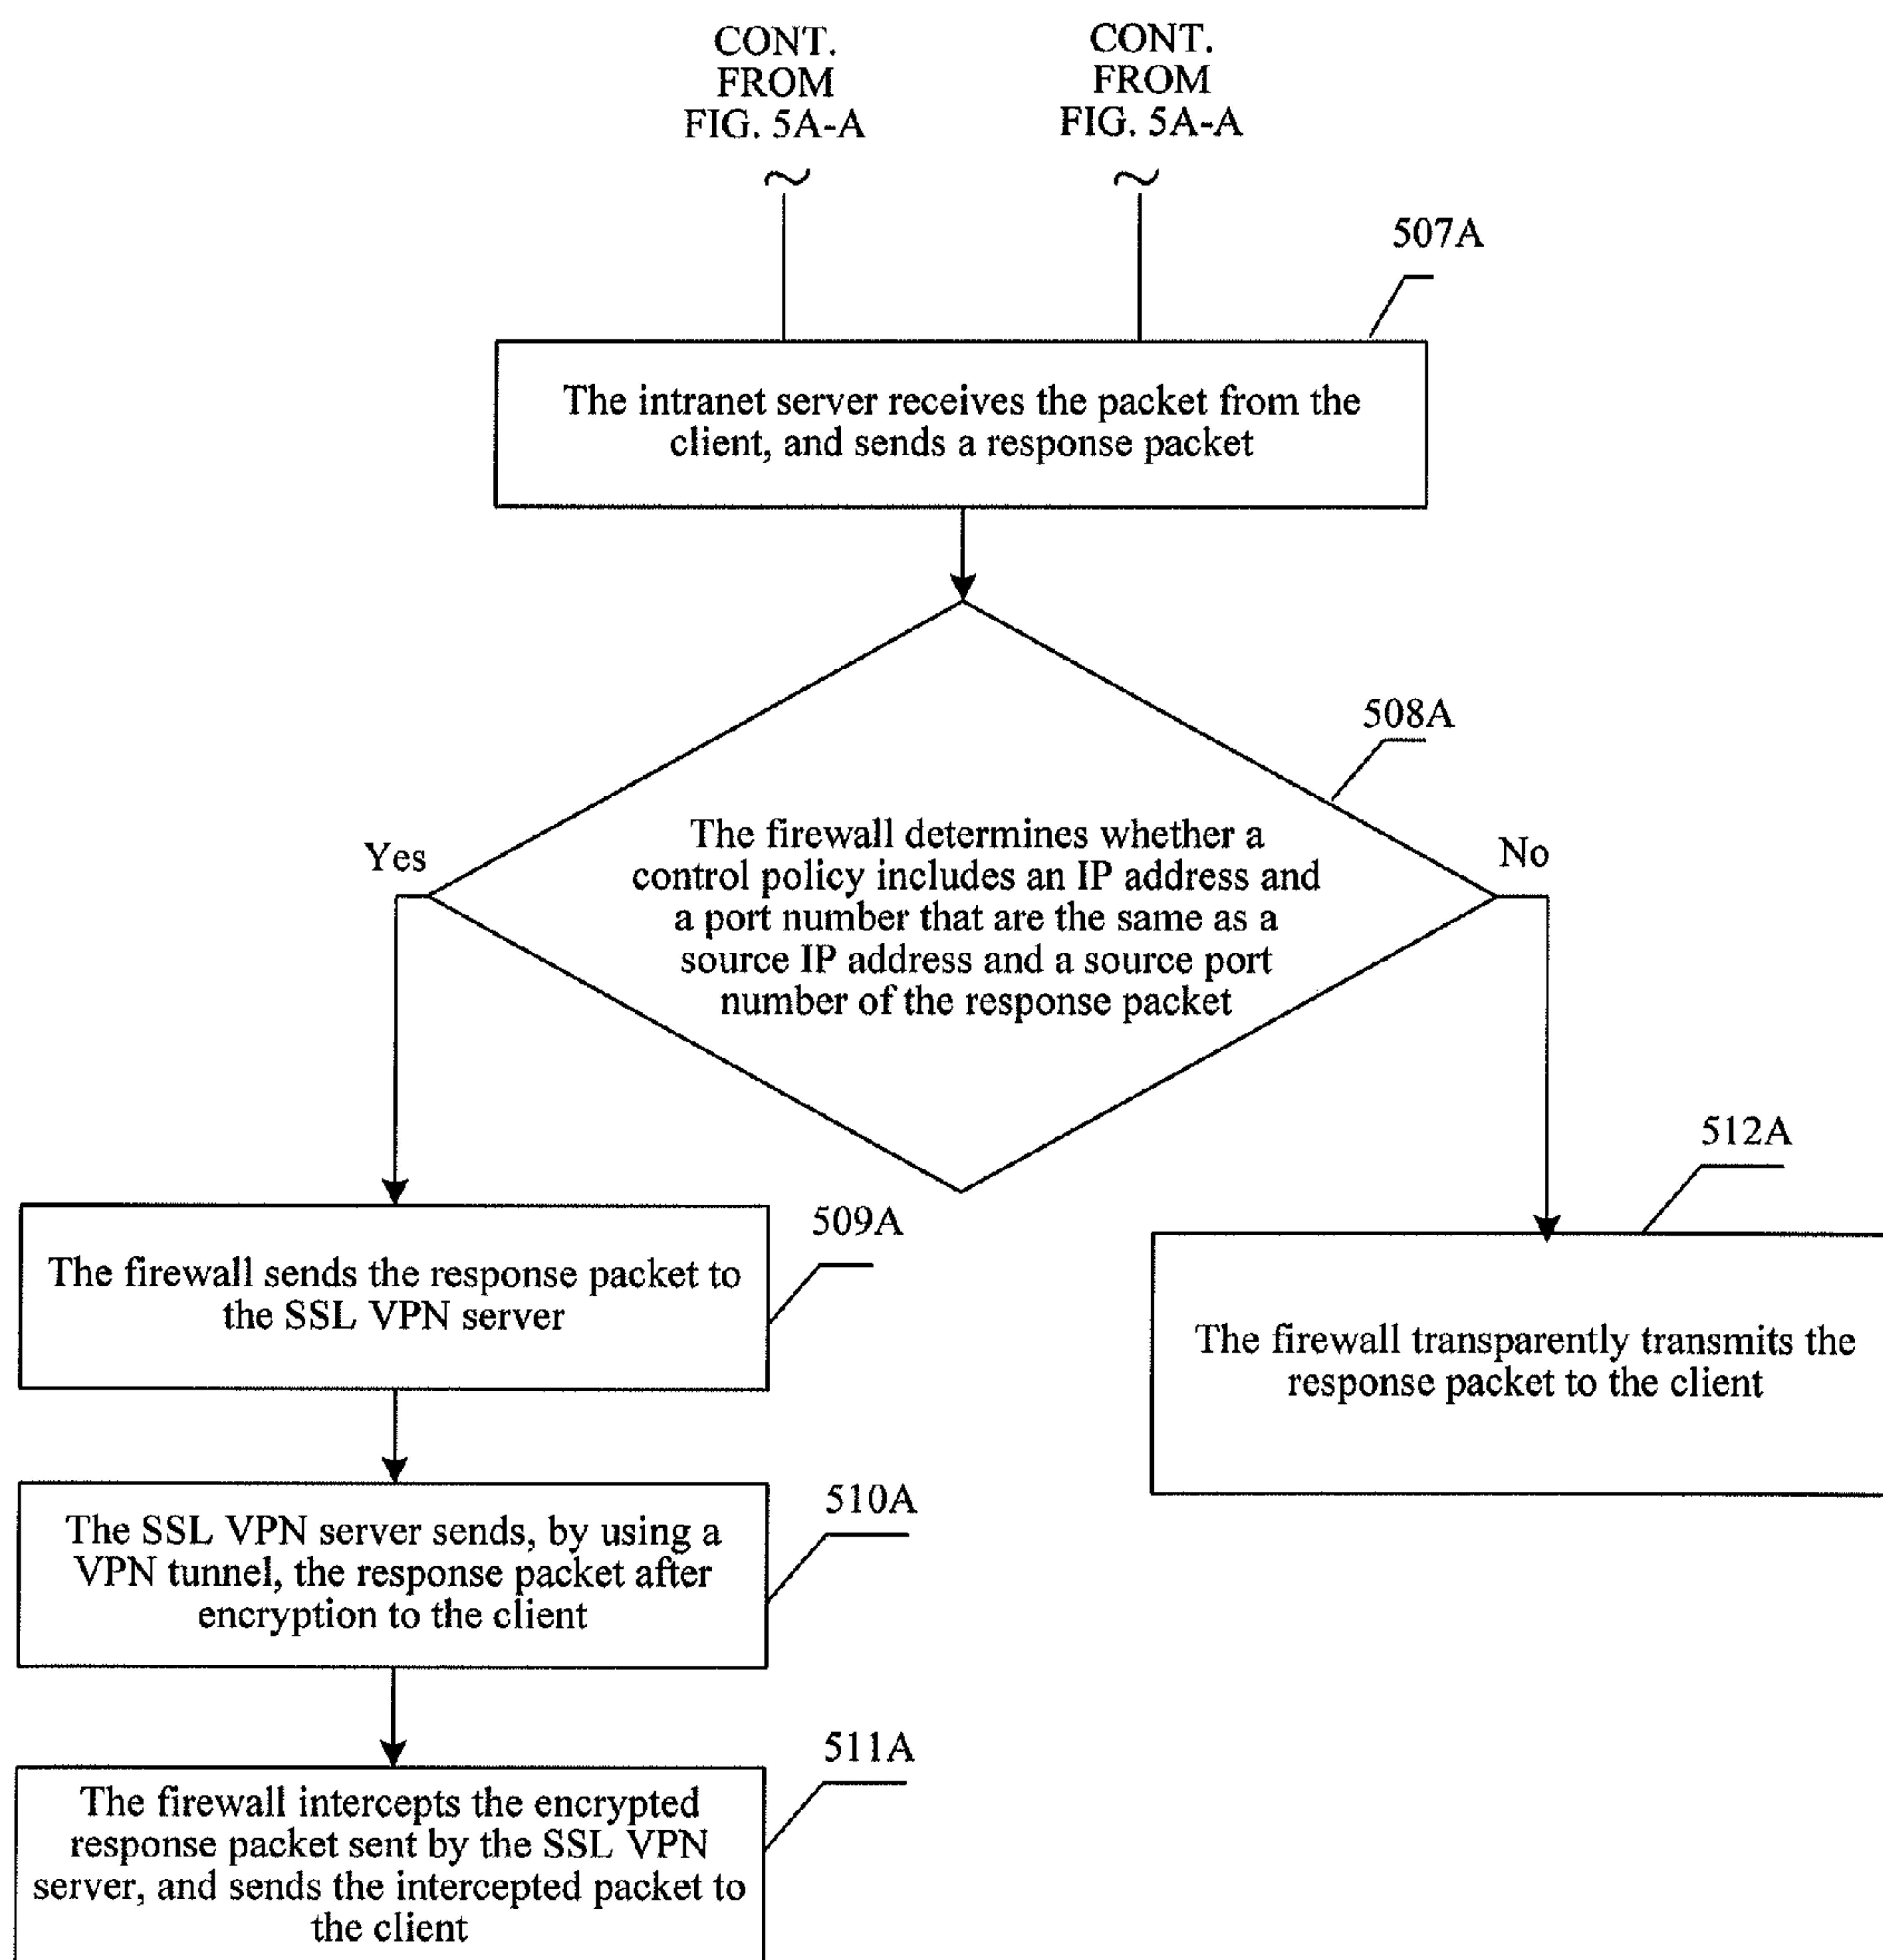 CONT.
FROM
FIG. 5A-A
CONT.
FROM
FIG. 5A-A
507A
The intranet server receives the packet from the
client, and sends a response packet
508A
Yes
The firewall determines whether a
control policy includes an IP address and
a port number that are the same as a
source IP address and a source port
number of the response packet
No
512A
509A
The firewall sends the response packet to
the SSL VPN server
The firewall transparently transmits the
response packet to the client
510A
The SSL VPN server sends, by using a
VPN tunnel, the response packet after
encryption to the client
511A
The firewall intercepts the encrypted
response packet sent by the SSL VPN
server, and sends the intercepted packet to
the client